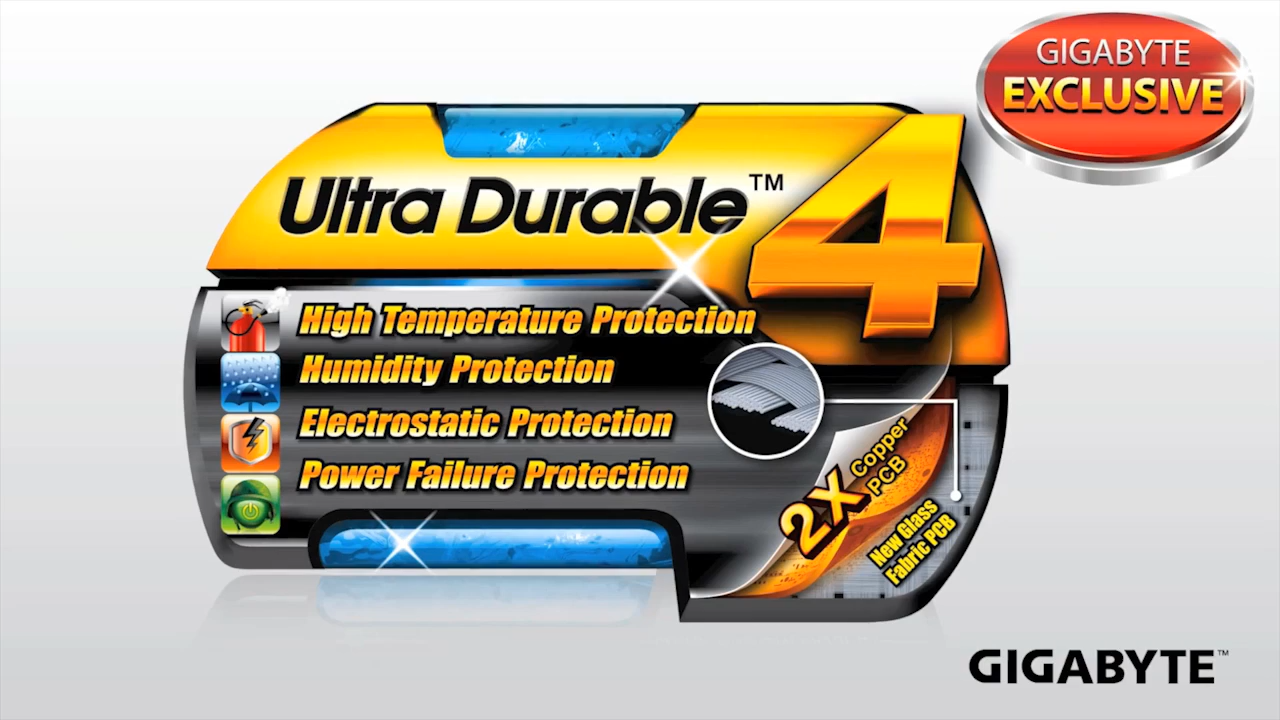 GIGABYTE
EXCLUSIVE
Ultra Durable™
4
High Temperature Protection
Humidity Protection
Electrostatic Protection
Power Failure Protection
2X
Copper
PCB
New Glass
Fabric PCB
GIGABYTE™